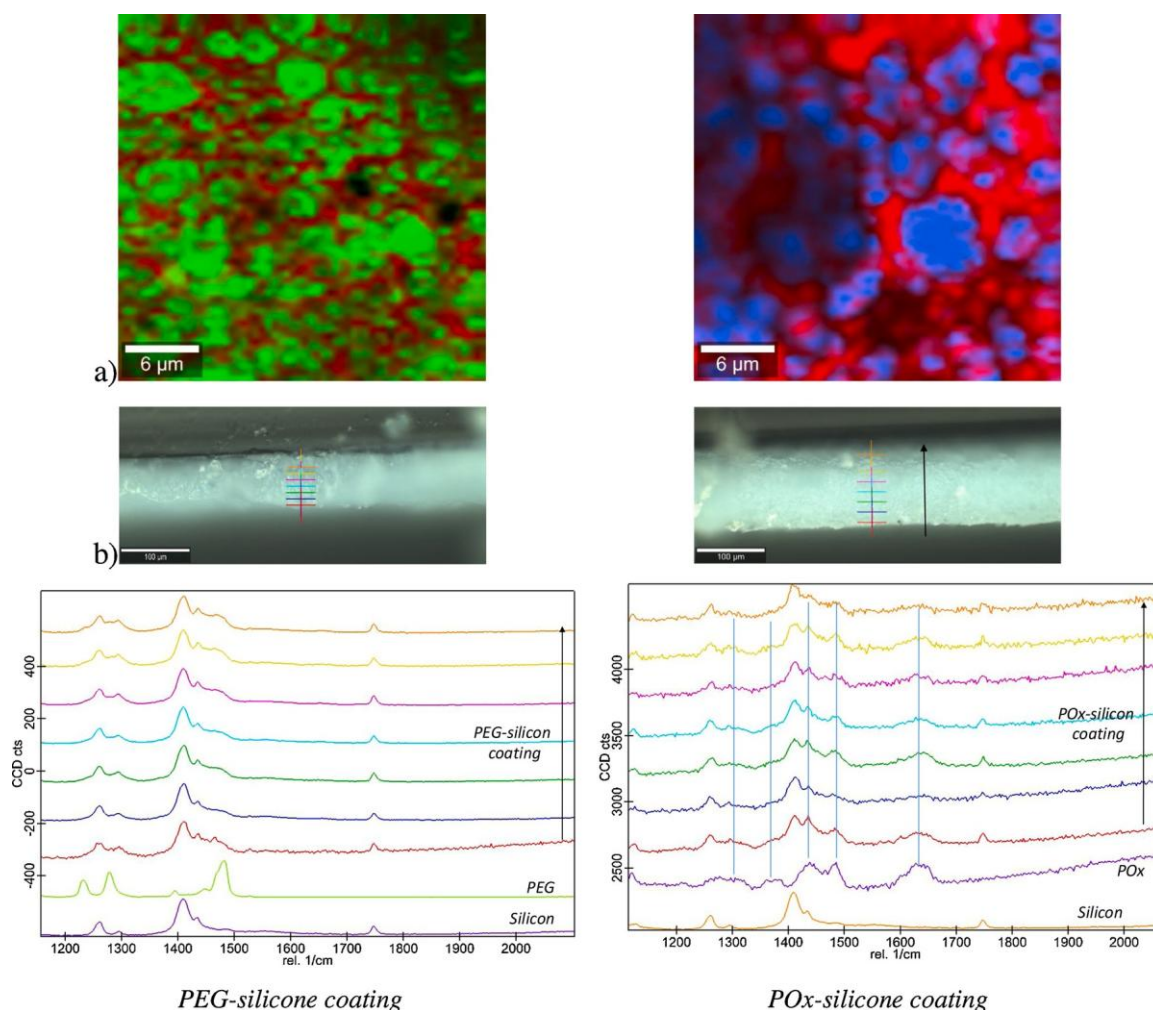 6 µm
6 µm
a)
b)
100 µm
100 µm
PEG-silicon
coating
PEG
Silicon
CCD cts
400
200
0
-200
-400
1200 1300 1400 1500 1600 1700 1800 1900 2000
rel. 1/cm
POx-silicon
coating
POx
Silicon
CCD cts
4000
3500
3000
2500
1200 1300 1400 1500 1600 1700 1800 1900 2000
rel. 1/cm
PEG-silicone coating
POx-silicone coating